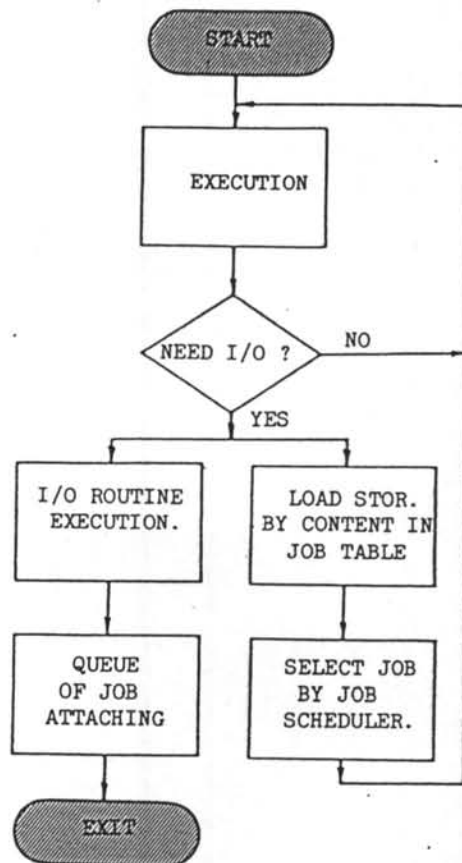 START
EXECUTION
NEED I/O ?
NO
YES
I/O ROUTINE
EXECUTION.
LOAD STOR.
BY CONTENT IN
JOB TABLE
QUEUE
OF JOB
ATTACHING
SELECT JOB
BY JOB
SCHEDULER.
EXIT